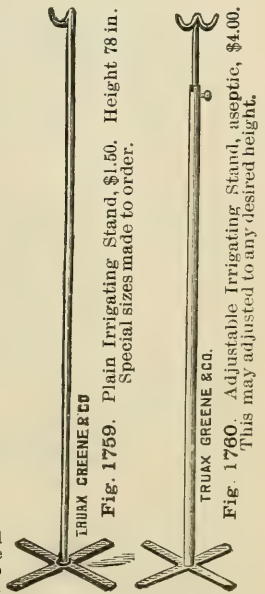 TRUAX GREENE & CO
Fig. 1759. Plain Irrigating Stand, $1.50. Height 78 in.
Special sizes made to order.
TRUAX GREENE & CO.
Fig. 1760. Adjustable Irrigating Stand, aseptic, $4.00.
This may adjusted to any desired height.